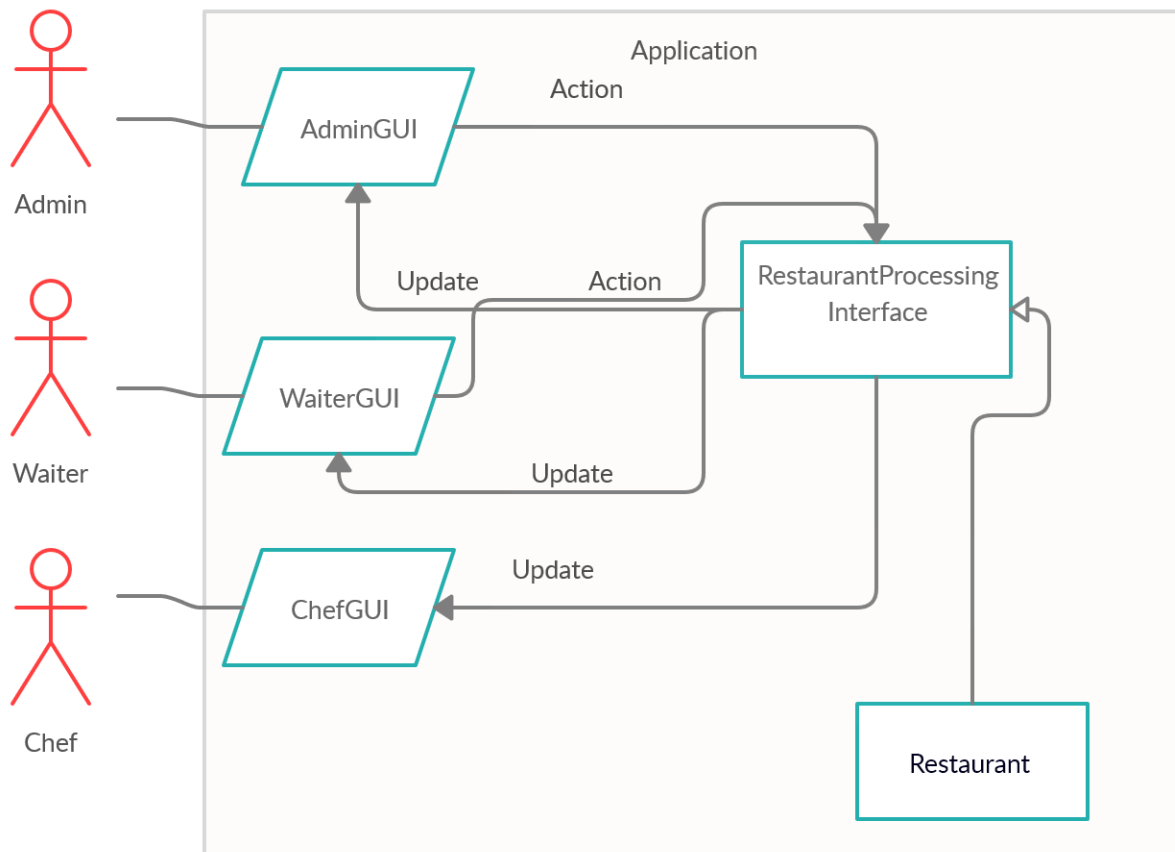 Application
Action
AdminGUI
Admin
Update
Action
RestaurantProcessing
Interface
WaiterGUI
Waiter
Update
Update
ChefGUI
Chef
Restaurant